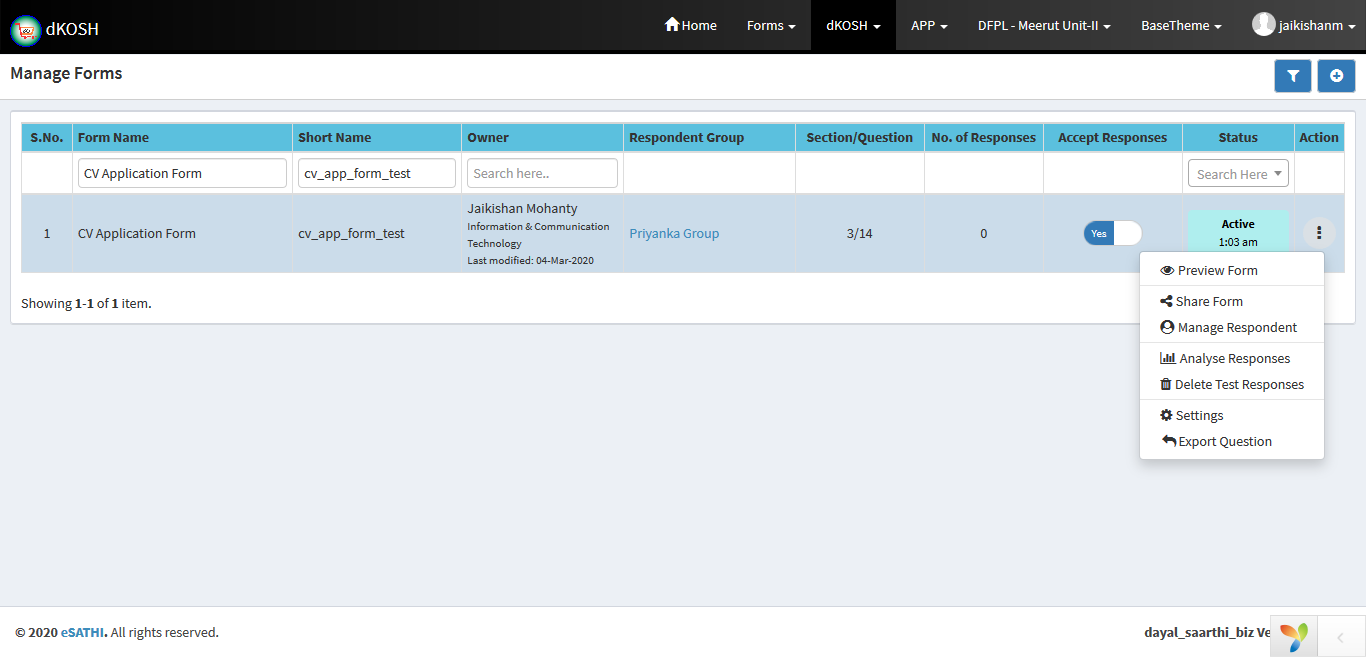 dKOSH
Home Forms dKOSH APP DFPL - Meerut Unit-II BaseTheme jaikishanm
Manage Forms
S.No. Form Name Short Name Owner Respondent Group Section/Question No. of Responses Accept Responses Status Action
CV Application Form cv_app_form_test Search here.. Search Here
1 CV Application Form cv_app_form_test Jaikishan Mohanty
Information & Communication
Technology
Last modified: 04-Mar-2020
Priyanka Group 3/14 0 Yes Active
1:03 am
Preview Form
Share Form
Manage Respondent
Analyse Responses
Delete Test Responses
Settings
Export Question
Showing 1-1 of 1 item.
© 2020 eSATHI. All rights reserved.
dayal_saarthi_biz Ve